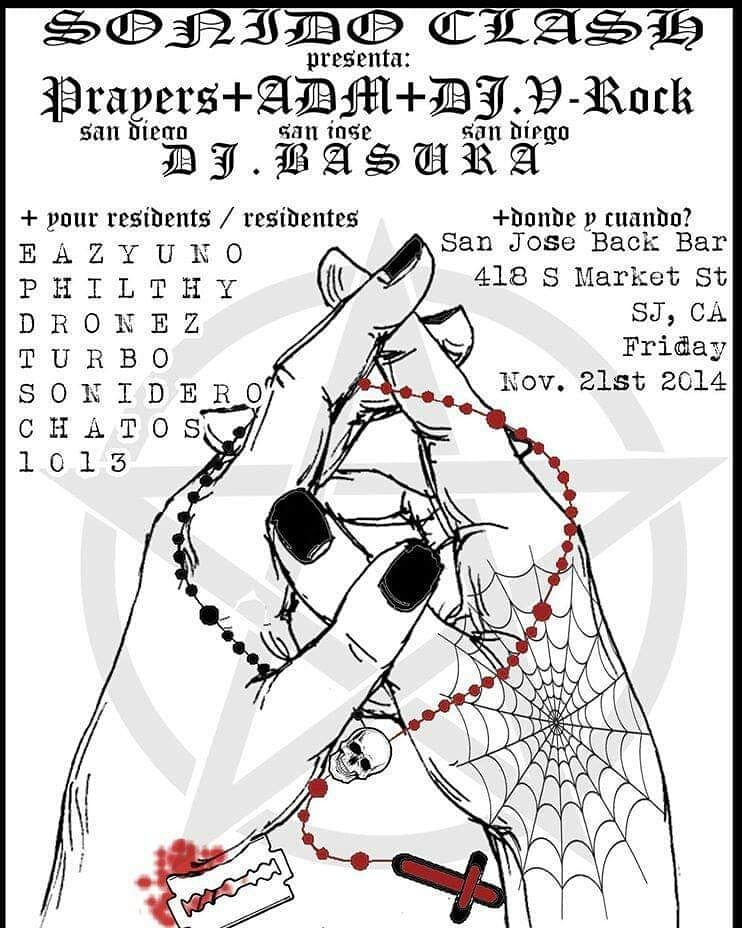 SONIDO CLASH
presenta:
Prayers+ADM+DJ.V-Rock
san diego san jose san diego
DJ.BASURA
+ your residents / residentes
EAZYUNO
PHILTHY
DRONEZ
TURBO
SONIDERO
CHATOS
1013
+donde y cuando?
San Jose Back Bar
418 S Market St
SJ, CA
Friday
Nov. 21st 2014